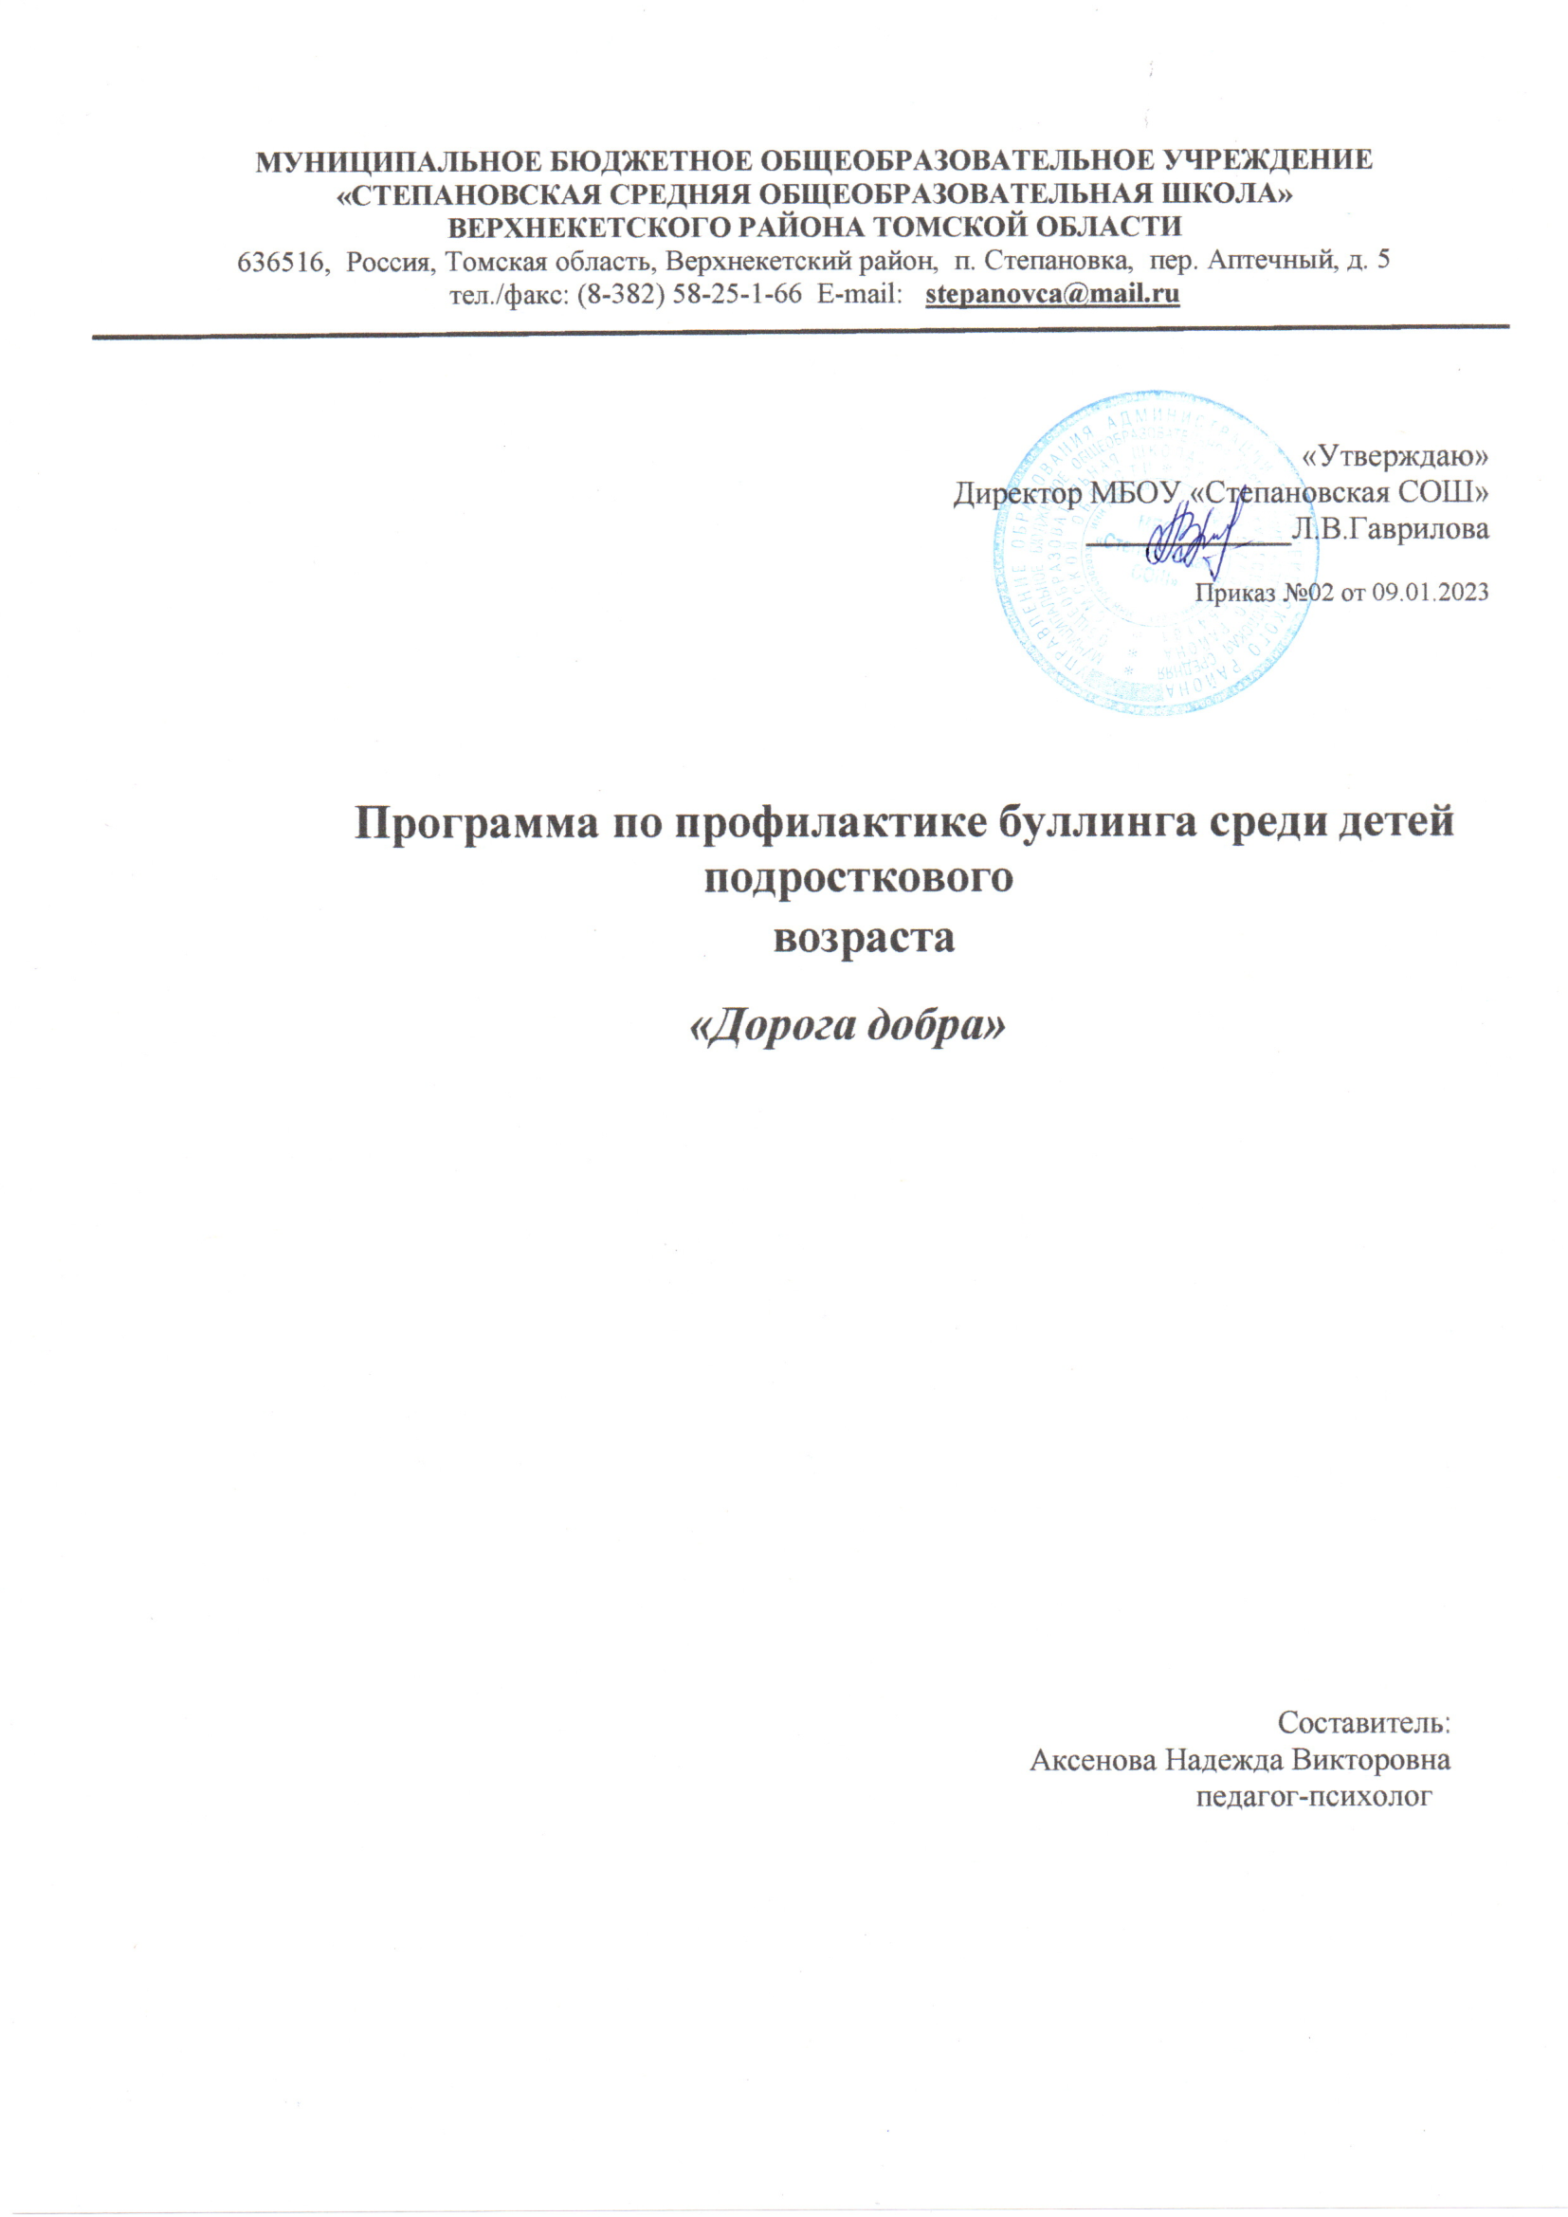 МУНИЦИПАЛЬНОЕ БЮДЖЕТНОЕ ОБЩЕОБРАЗОВАТЕЛЬНОЕ УЧРЕЖДЕНИЕ
«СТЕПАНОВСКАЯ СРЕДНЯЯ ОБЩЕОБРАЗОВАТЕЛЬНАЯ ШКОЛА»
ВЕРХНЕКЕТСКОГО РАЙОНА ТОМСКОЙ ОБЛАСТИ
636516, Россия, Томская область, Верхнекетский район, п. Степановка, пер. Аптечный, д. 5
тел./факс: (8-382) 58-25-1-66 E-mail: stepanovca@mail.ru
«Утверждаю»
Директор МБОУ «Степановская СОШ»
Л.В.Гаврилова
Приказ №02 от 09.01.2023
Программа по профилактике буллинга среди детей
подросткового
возраста
«Дорога добра»
Составитель:
Аксенова Надежда Викторовна
педагог-психолог